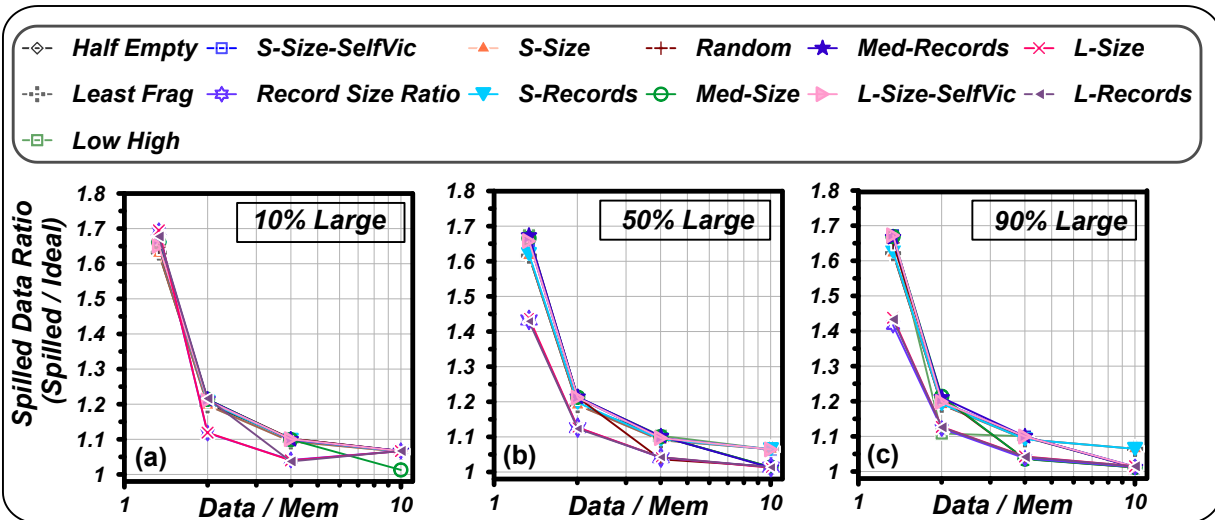 Half Empty S-Size-SelfVic S-Size Random Med-Records L-Size
Least Frag Record Size Ratio S-Records Med-Size L-Size-SelfVic L-Records
Low High
Spilled Data Ratio
(Spilled / Ideal)
1.8
1.7
1.6
1.5
1.4
1.3
1.2
1.1
1
10% Large
(a)
1 10
Data / Mem
1.8
1.7
1.6
1.5
1.4
1.3
1.2
1.1
1
50% Large
(b)
1 10
Data / Mem
1.8
1.7
1.6
1.5
1.4
1.3
1.2
1.1
1
90% Large
(c)
1 10
Data / Mem